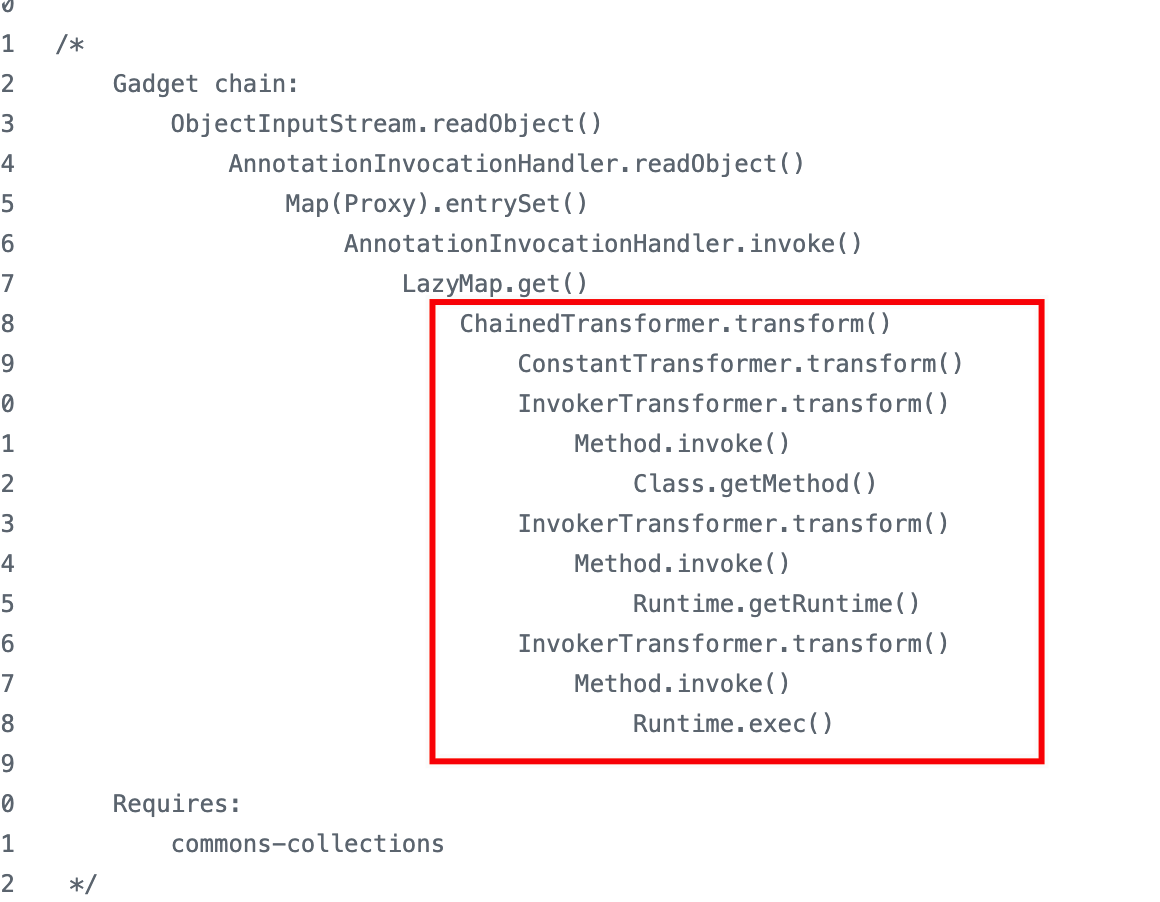 0
1 /*
2 Gadget chain:
3 ObjectInputStream.readObject()
4 AnnotationInvocationHandler.readObject()
5 Map(Proxy).entrySet()
6 AnnotationInvocationHandler.invoke()
7 LazyMap.get()
8 ChainedTransformer.transform()
9 ConstantTransformer.transform()
0 InvokerTransformer.transform()
1 Method.invoke()
2 Class.getMethod()
3 InvokerTransformer.transform()
4 Method.invoke()
5 Runtime.getRuntime()
6 InvokerTransformer.transform()
7 Method.invoke()
8 Runtime.exec()
9
0 Requires:
1 commons-collections
2 */